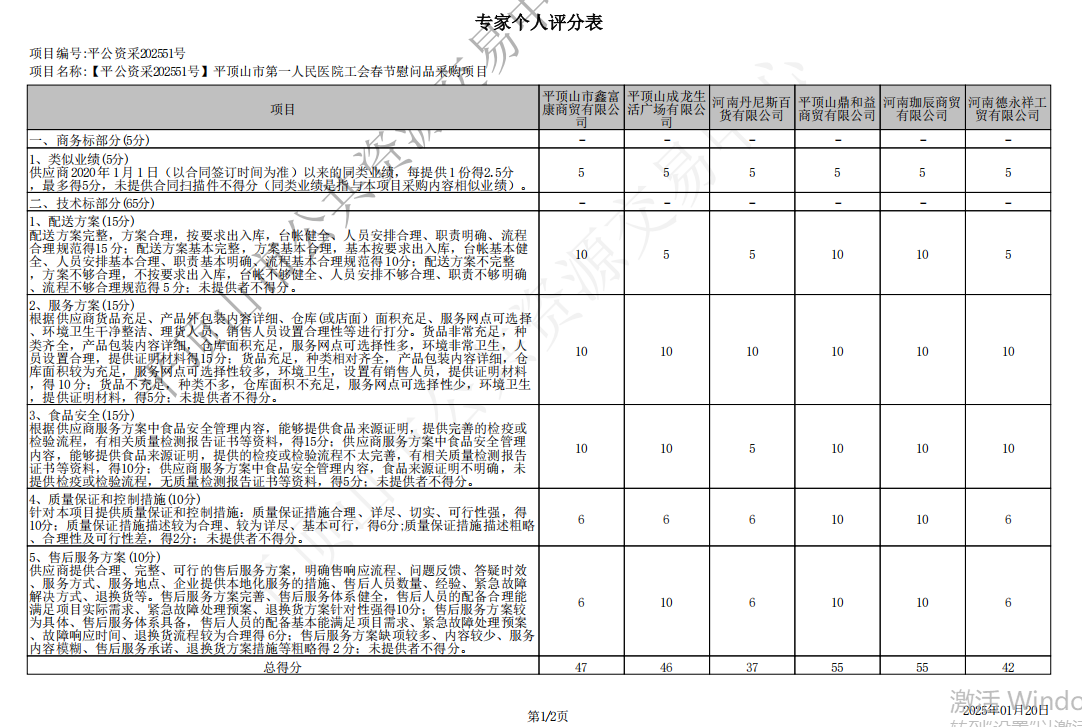 专家个人评分表
项目编号:平公资采202551号
项目名称:【平公资采202551号】平顶山市第一人民医院工会春节慰问品采购项目
项目 平顶山市鑫富康商贸有限公司 平顶山成龙生活广场有限公司 河南丹尼斯百货有限公司 平顶山鼎和益商贸有限公司 河南珈辰商贸有限公司 河南德永祥工贸有限公司
一、商务标部分(5分) － － － － － －
1、类似业绩(5分)
供应商2020年1月1日（以合同签订时间为准）以来的同类业绩，每提供1份得2.5分
，最多得5分，未提供合同扫描件不得分（同类业绩是指与本项目采购内容相似业绩）。
5 5 5 5 5 5
二、技术标部分(65分) － － － － － －
1、配送方案(15分)
配送方案完整，方案合理，按要求出入库，台帐健全、人员安排合理、职责明确、流程
合理规范得15分；配送方案基本完整，方案基本合理，基本按要求出入库，台帐基本健
全、人员安排基本合理、职责基本明确、流程基本合理规范得10分；配送方案不完整
，方案不够合理，不按要求出入库，台帐不够健全、人员安排不够合理、职责不够明确
、流程不够合理规范得5分；未提供者不得分。
10 5 5 10 10 5
2、服务方案(15分)
根据供应商货品充足、产品外包装内容详细、仓库(或店面）面积充足、服务网点可选择
、环境卫生干净整洁、理货人员、销售人员设置合理性等进行打分。货品非常充足，种
类齐全，产品包装内容详细，仓库面积充足，服务网点可选择性多，环境非常卫生，人
员设置合理，提供证明材料得15分；货品充足，种类相对齐全，产品包装内容详细，仓
库面积较为充足，服务网点可选择性较多，环境卫生，设置有销售人员，提供证明材料
，得10分；货品不充足，种类不多，仓库面积不充足，服务网点可选择性少，环境卫生
，提供证明材料，得5分；未提供者不得分。
10 10 10 10 10 10
3、食品安全(15分)
根据供应商服务方案中食品安全管理内容，能够提供食品来源证明，提供完善的检疫或
检验流程，有相关质量检测报告证书等资料，得15分；供应商服务方案中食品安全管理
内容，能够提供食品来源证明，提供的检疫或检验流程不太完善，有相关质量检测报告
证书等资料，得10分；供应商服务方案中食品安全管理内容，食品来源证明不明确，未
提供检疫或检验流程，无质量检测报告证书等资料，得5分；未提供者不得分。
10 10 5 10 10 10
4、质量保证和控制措施(10分)
针对本项目提供质量保证和控制措施：质量保证措施合理、详尽、切实、可行性强，得
10分；质量保证措施描述较为合理、较为详尽、基本可行，得6分;质量保证措施描述粗略
、合理性及可行性差，得2分；未提供者不得分。
6 6 6 10 10 6
5、售后服务方案(10分)
供应商提供合理、完整、可行的售后服务方案，明确售响应流程、问题反馈、答疑时效
、服务方式、服务地点、企业提供本地化服务的措施、售后人员数量、经验、紧急故障
解决方式、退换货等。售后服务方案完善、售后服务体系健全，售后人员的配备合理能
满足项目实际需求、紧急故障处理预案、退换货方案针对性强得10分；售后服务方案较
为具体、售后服务体系具备，售后人员的配备基本能满足项目需求、紧急故障处理预案
、故障响应时间、退换货流程较为合理得6分；售后服务方案缺项较多、内容较少、服务
内容模糊、售后服务承诺、退换货方案措施等粗略得2分；未提供者不得分。
6 10 6 10 10 6
总得分 47 46 37 55 55 42
激活 Windo
2025年01月20日
第1/2页